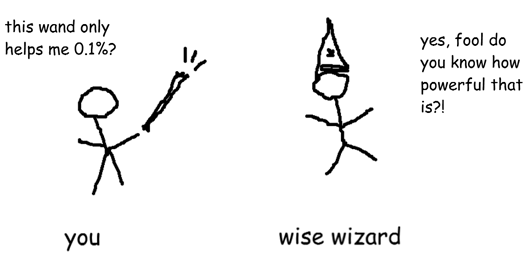 this wand only
helps me 0.1%?
yes, fool do
you know how
powerful that
is?!
you
wise wizard